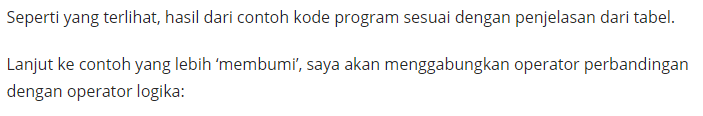 Seperti yang terlihat, hasil dari contoh kode program sesuai dengan penjelasan dari tabel.
Lanjut ke contoh yang lebih ‘membumi’, saya akan menggabungkan operator perbandingan
dengan operator logika: